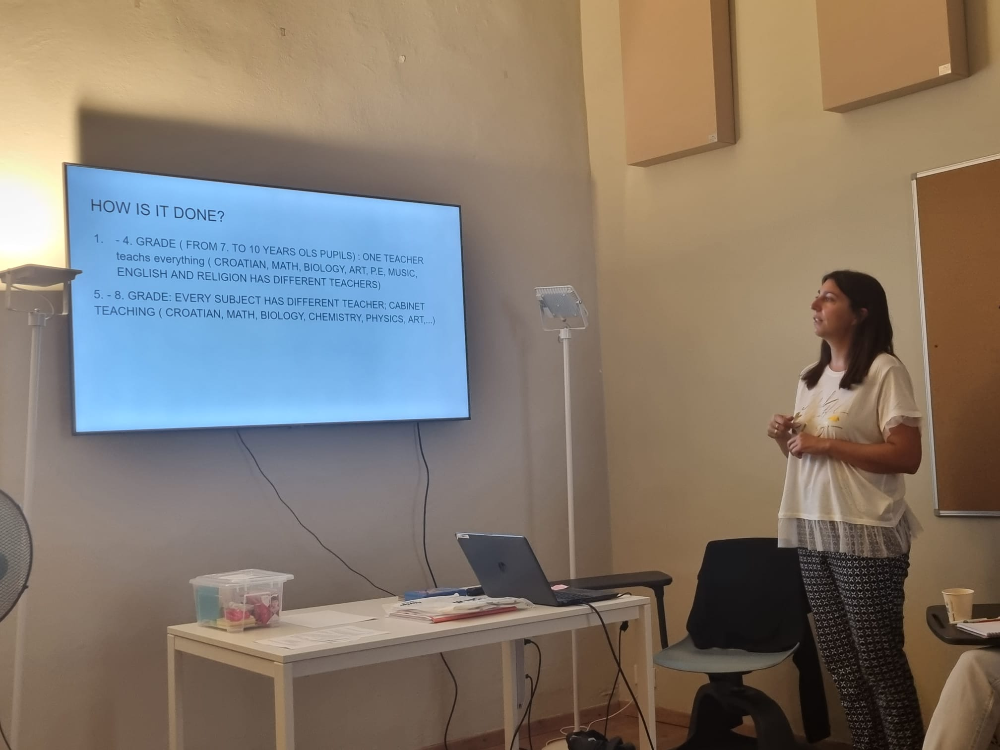 HOW IS IT DONE?
1. - 4. GRADE ( FROM 7. TO 10 YEARS OLS PUPILS) : ONE TEACHER
teachs everything ( CROATIAN, MATH, BIOLOGY, ART, P.E, MUSIC,
ENGLISH AND RELIGION HAS DIFFERENT TEACHERS)
5. - 8. GRADE: EVERY SUBJECT HAS DIFFERENT TEACHER; CABINET
TEACHING ( CROATIAN, MATH, BIOLOGY, CHEMISTRY, PHYSICS, ART,...)